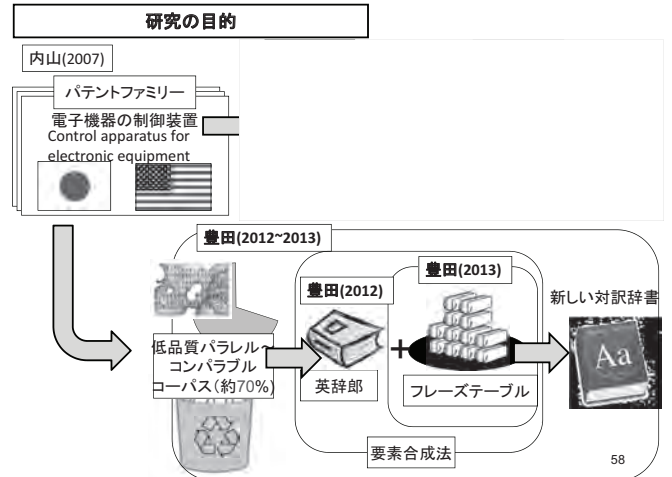 研究の目的
内山(2007)
パテントファミリー
電子機器の制御装置
Control apparatus for
electronic equipment
豊田(2012~2013)
豊田(2013)
豊田(2012)
新しい対訳辞書
低品質パラレル~
コンパラブル
コーパス(約70%)
+
英辞郎
フレーズテーブル
Aa
要素合成法
58